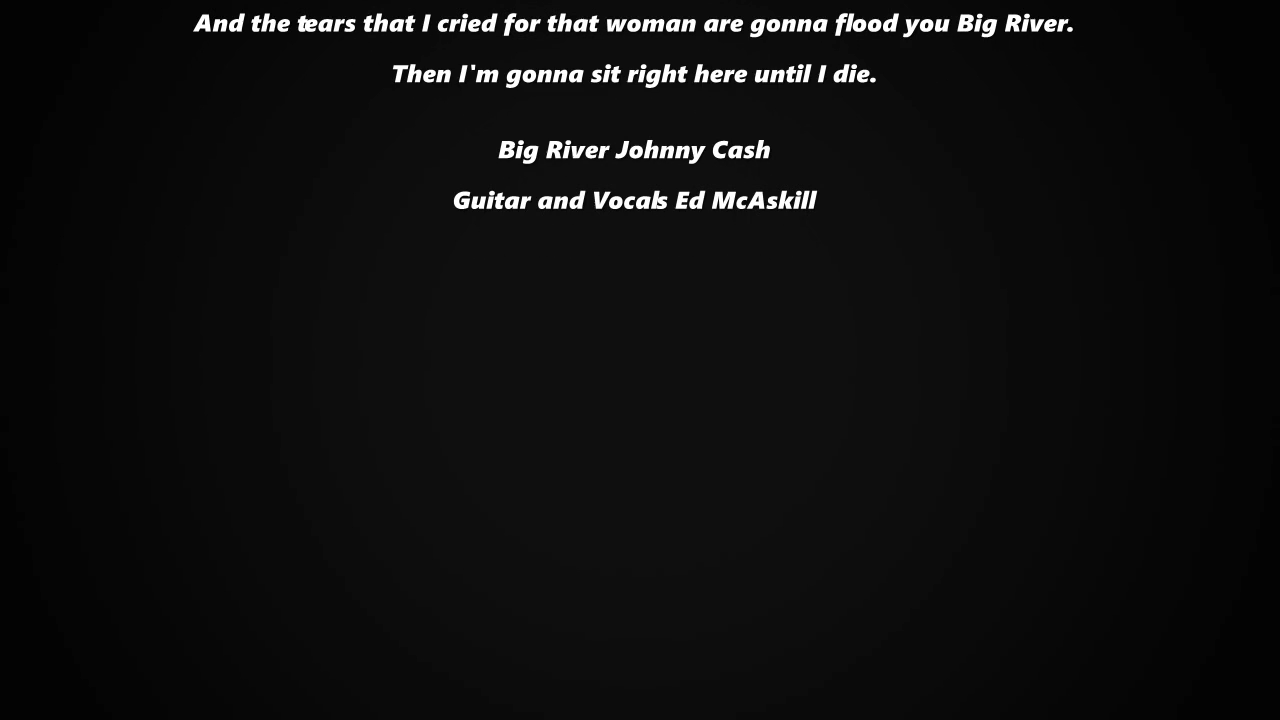 And the tears that I cried for that woman are gonna flood you Big River.
Then I`m gonna sit right here until I die.
Big River Johnny Cash
Guitar and Vocals Ed McAskill